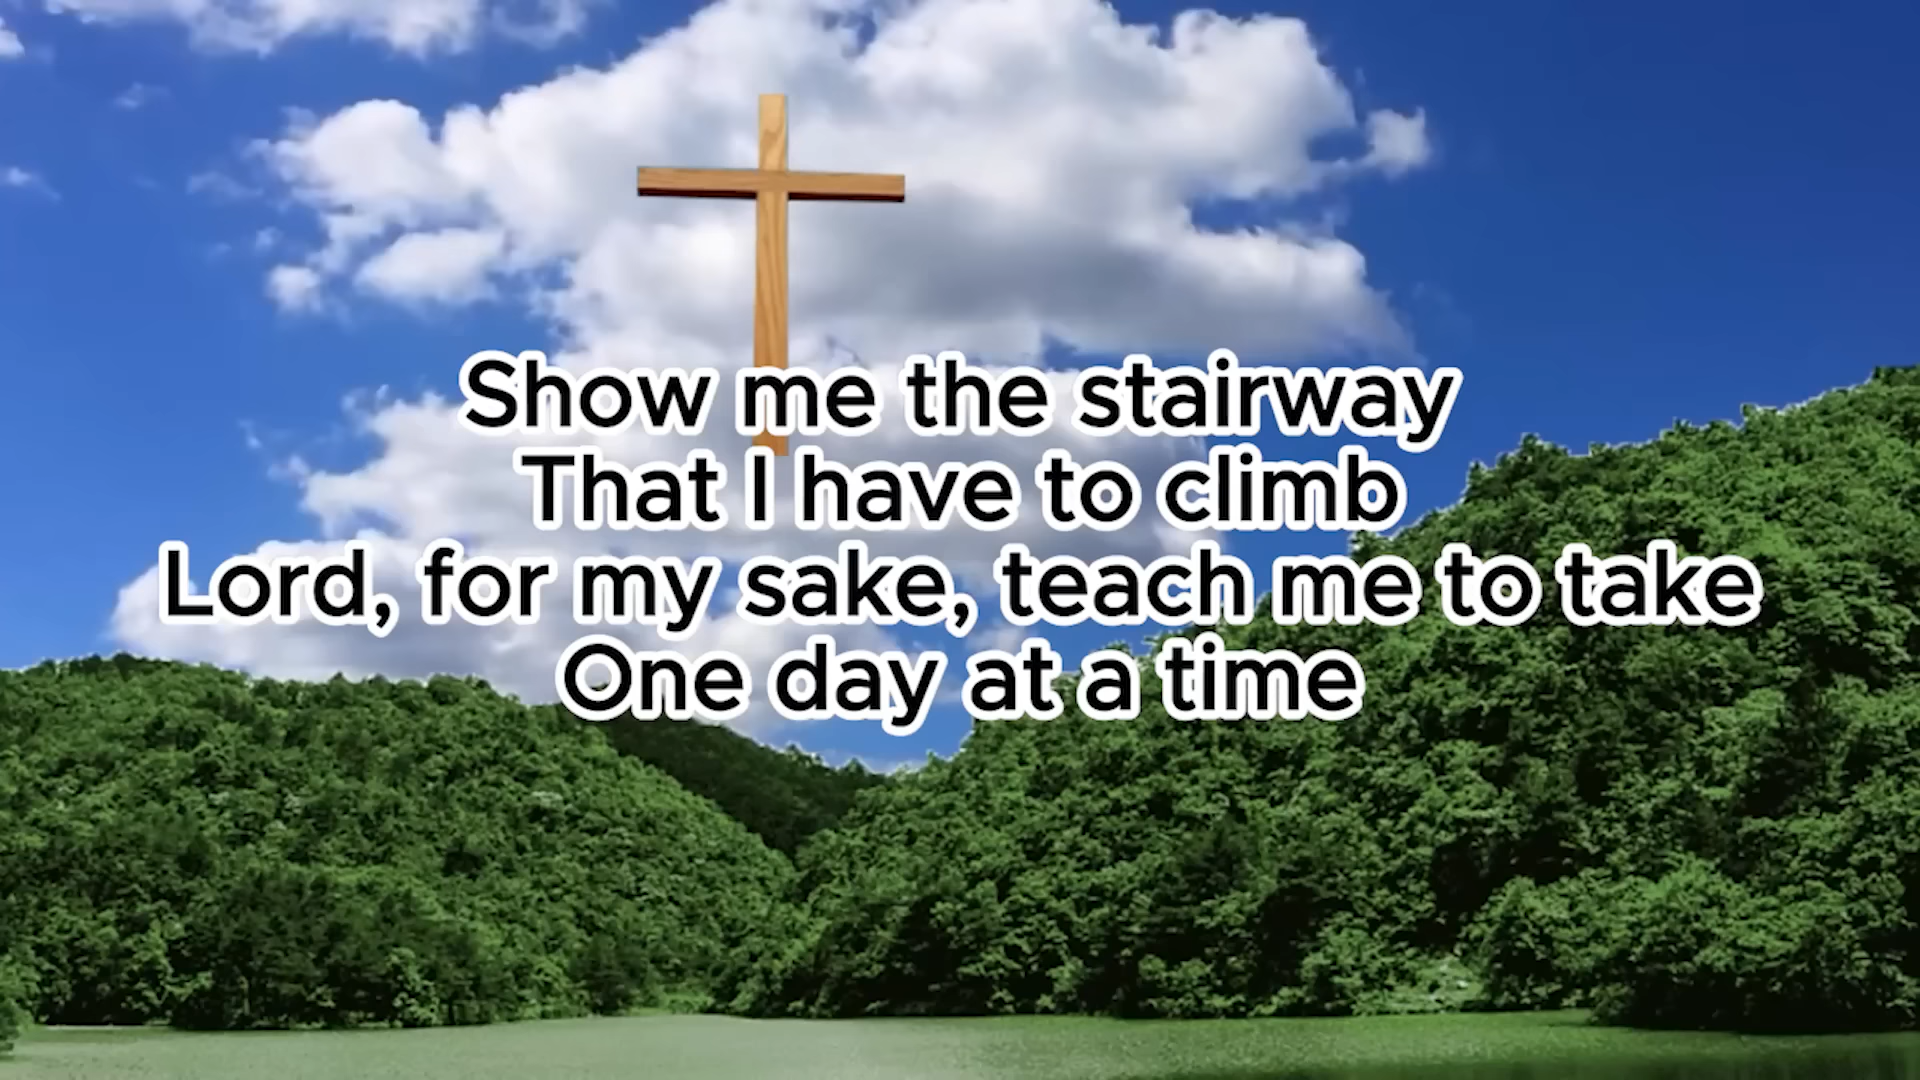 Show me the stairway
That I have to climb
Lord, for my sake, teach me to take
One day at a time